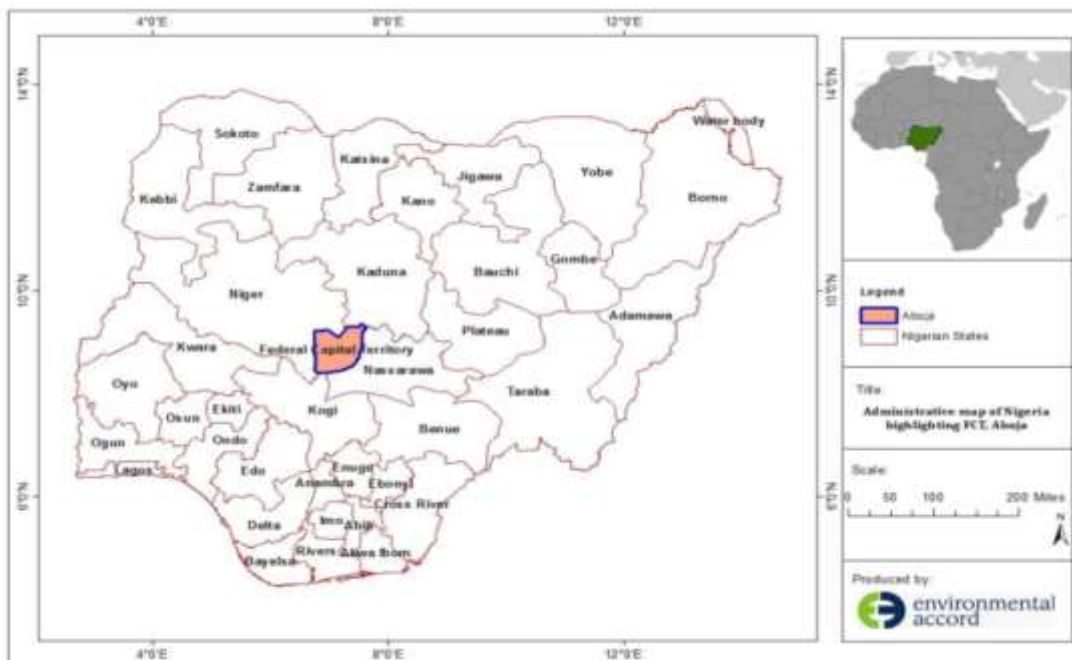 4°0'E 8°0'E 12°0'E
14°0'N
14°0'N
Water body
Sokoto
Katsina
Yobe
Jigawa
Zamfara
Kebbi
Kano
Borno
Kaduna
Bauchi
Gombe
Niger
10°0'N
10°0'N
Adamawa
Plateau
Kwara
Federal Capital Territory
Nassarawa
Oyo
Taraba
Kogi
Ekiti
Osun
Benue
Ogun
Ondo
Lagos
Edo
Enugu
Anambra
Ebonyi
Cross River
6°0'N
6°0'N
Delta
Imo
Abia
Rivers
Akwa Ibom
Bayelsa
4°0'E 8°0'E 12°0'E
Legend
Abuja
Nigerian States
Title:
Administrative map of Nigeria
highlighting FCT, Abuja
Scale:
0 50 100 200 Miles
N
Produced by:
environmental
accord